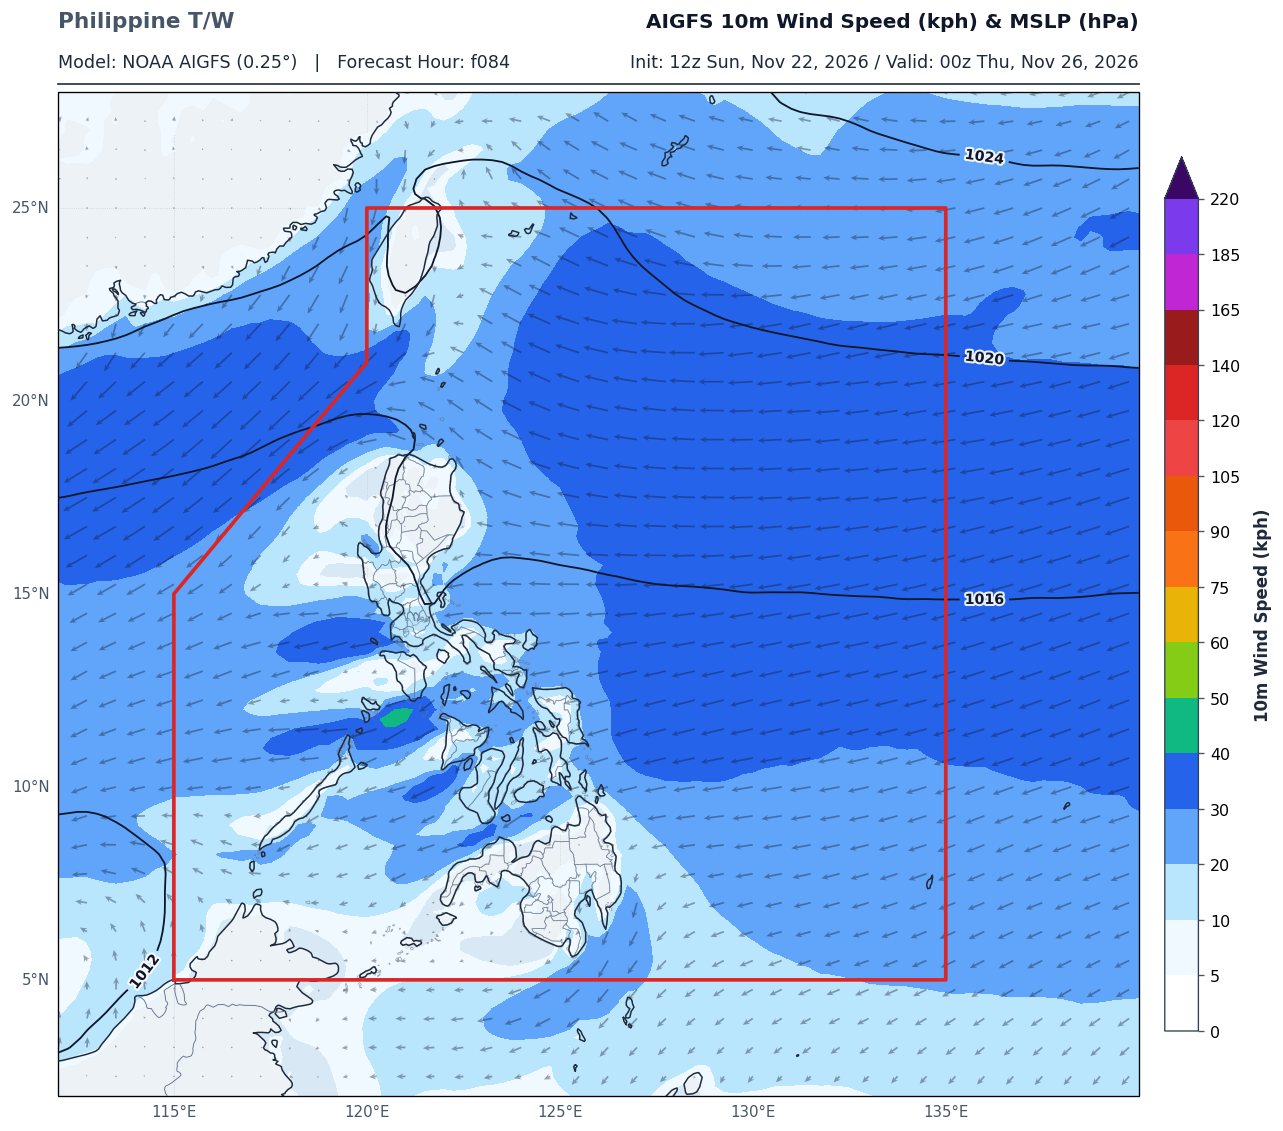 Philippine T/W
AIGFS 10m Wind Speed (kph) & MSLP (hPa)
Model: NOAA AIGFS (0.25°)   |   Forecast Hour: f084
Init: 12z Sun, Nov 22, 2026 / Valid: 00z Thu, Nov 26, 2026
1024
1020
1016
1012
25°N
20°N
15°N
10°N
5°N
115°E
120°E
125°E
130°E
135°E
220
185
165
140
120
105
90
75
60
50
40
30
20
10
5
0
10m Wind Speed (kph)